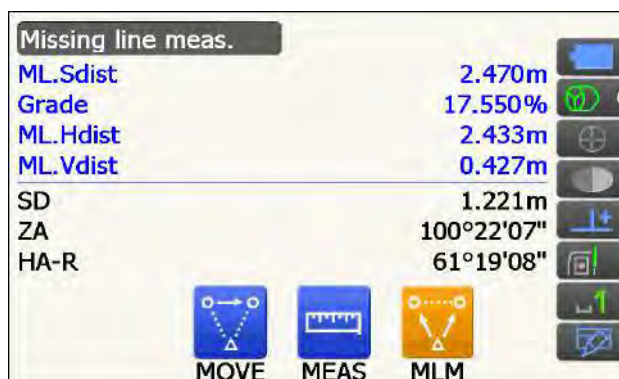 Missing line meas.
ML.Sdist 2.470m
Grade 17.550%
ML.Hdist 2.433m
ML.Vdist 0.427m
SD 1.221m
ZA 100°22'07"
HA-R 61°19'08"
MOVE MEAS MLM